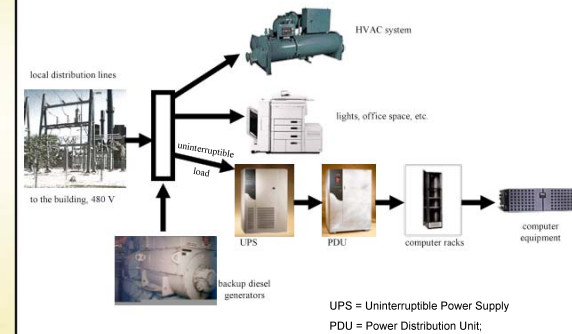 HVAC system
local distribution lines
lights, office space, etc.
uninterruptible
load
to the building, 480 V
UPS
PDU
computer racks
computer
equipment
backup diesel
generators
UPS = Uninterruptible Power Supply
PDU = Power Distribution Unit;